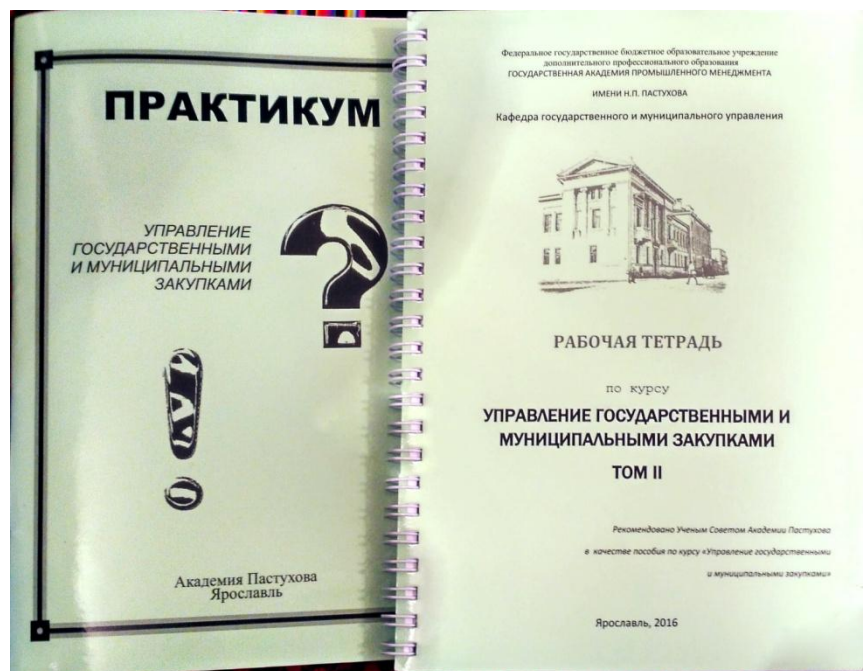 ПРАКТИКУМ
УПРАВЛЕНИЕ
ГОСУДАРСТВЕННЫМИ
И МУНИЦИПАЛЬНЫМИ
ЗАКУПКАМИ
?
!
Академия Пастухова
Ярославль
Федеральное государственное бюджетное образовательное учреждение
дополнительного профессионального образования
ГОСУДАРСТВЕННАЯ АКАДЕМИЯ ПРОМЫШЛЕННОГО МЕНЕДЖМЕНТА
ИМЕНИ Н.П. ПАСТУХОВА
Кафедра государственного и муниципального управления
РАБОЧАЯ ТЕТРАДЬ
по курсу
УПРАВЛЕНИЕ ГОСУДАРСТВЕННЫМИ И
МУНИЦИПАЛЬНЫМИ ЗАКУПКАМИ
ТОМ II
Рекомендовано Ученым Советом Академии Пастухова
в качестве пособия по курсу «Управление государственными
и муниципальными закупками»
Ярославль, 2016